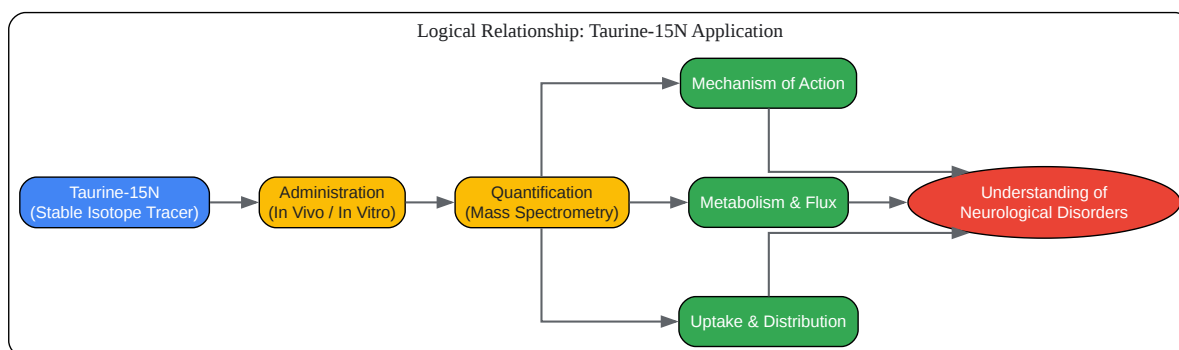 Logical Relationship: Taurine-15N Application
Taurine-15N
(Stable Isotope Tracer)
Administration
(In Vivo / In Vitro)
Quantification
(Mass Spectrometry)
Mechanism of Action
Metabolism & Flux
Uptake & Distribution
Understanding of
Neurological Disorders